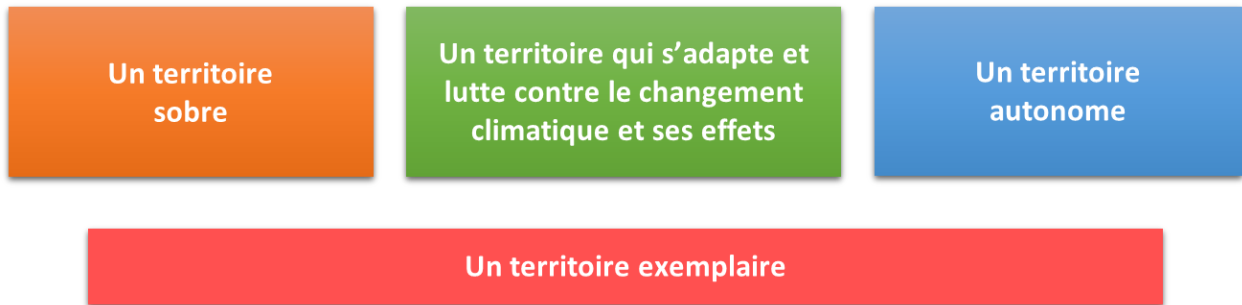 Un territoire
sobre
Un territoire qui s’adapte et
lutte contre le changement
climatique et ses effets
Un territoire
autonome
Un territoire exemplaire